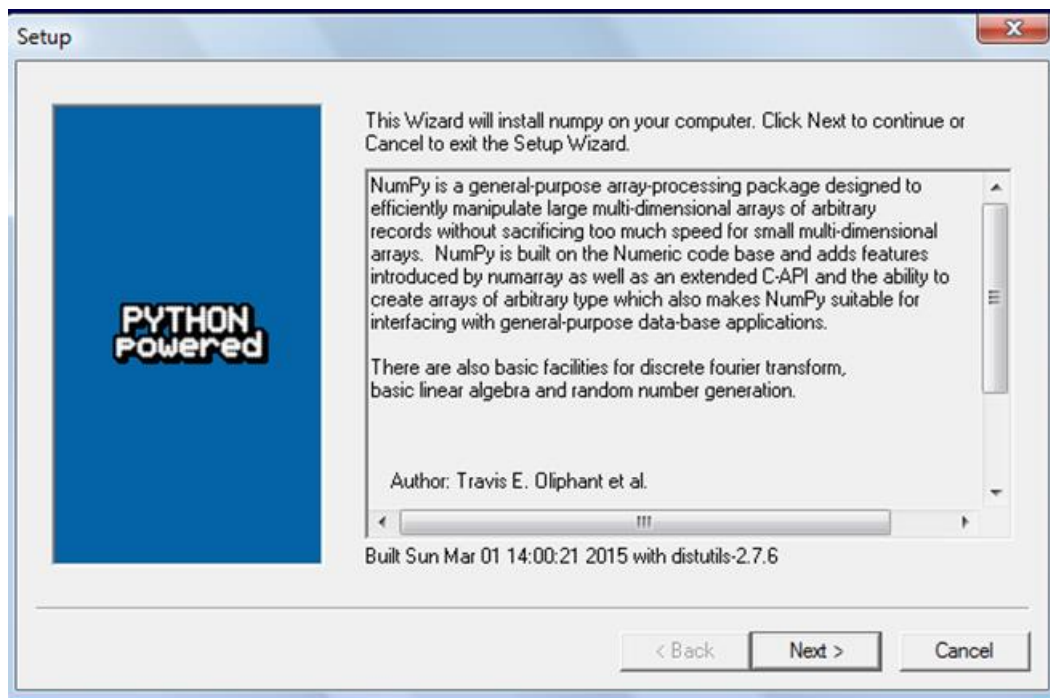 Setup
This Wizard will install numpy on your computer. Click Next to continue or
Cancel to exit the Setup Wizard.
NumPy is a general-purpose array-processing package designed to
efficiently manipulate large multi-dimensional arrays of arbitrary
records without sacrificing too much speed for small multi-dimensional
arrays.  NumPy is built on the Numeric code base and adds features
introduced by numarray as well as an extended C-API and the ability to
create arrays of arbitrary type which also makes NumPy suitable for
interfacing with general-purpose data-base applications.
There are also basic facilities for discrete fourier transform,
basic linear algebra and random number generation.
Author: Travis E. Oliphant et al.
PYTHON
powered
Built Sun Mar 01 14:00:21 2015 with distutils-2.7.6
< Back
Next >
Cancel